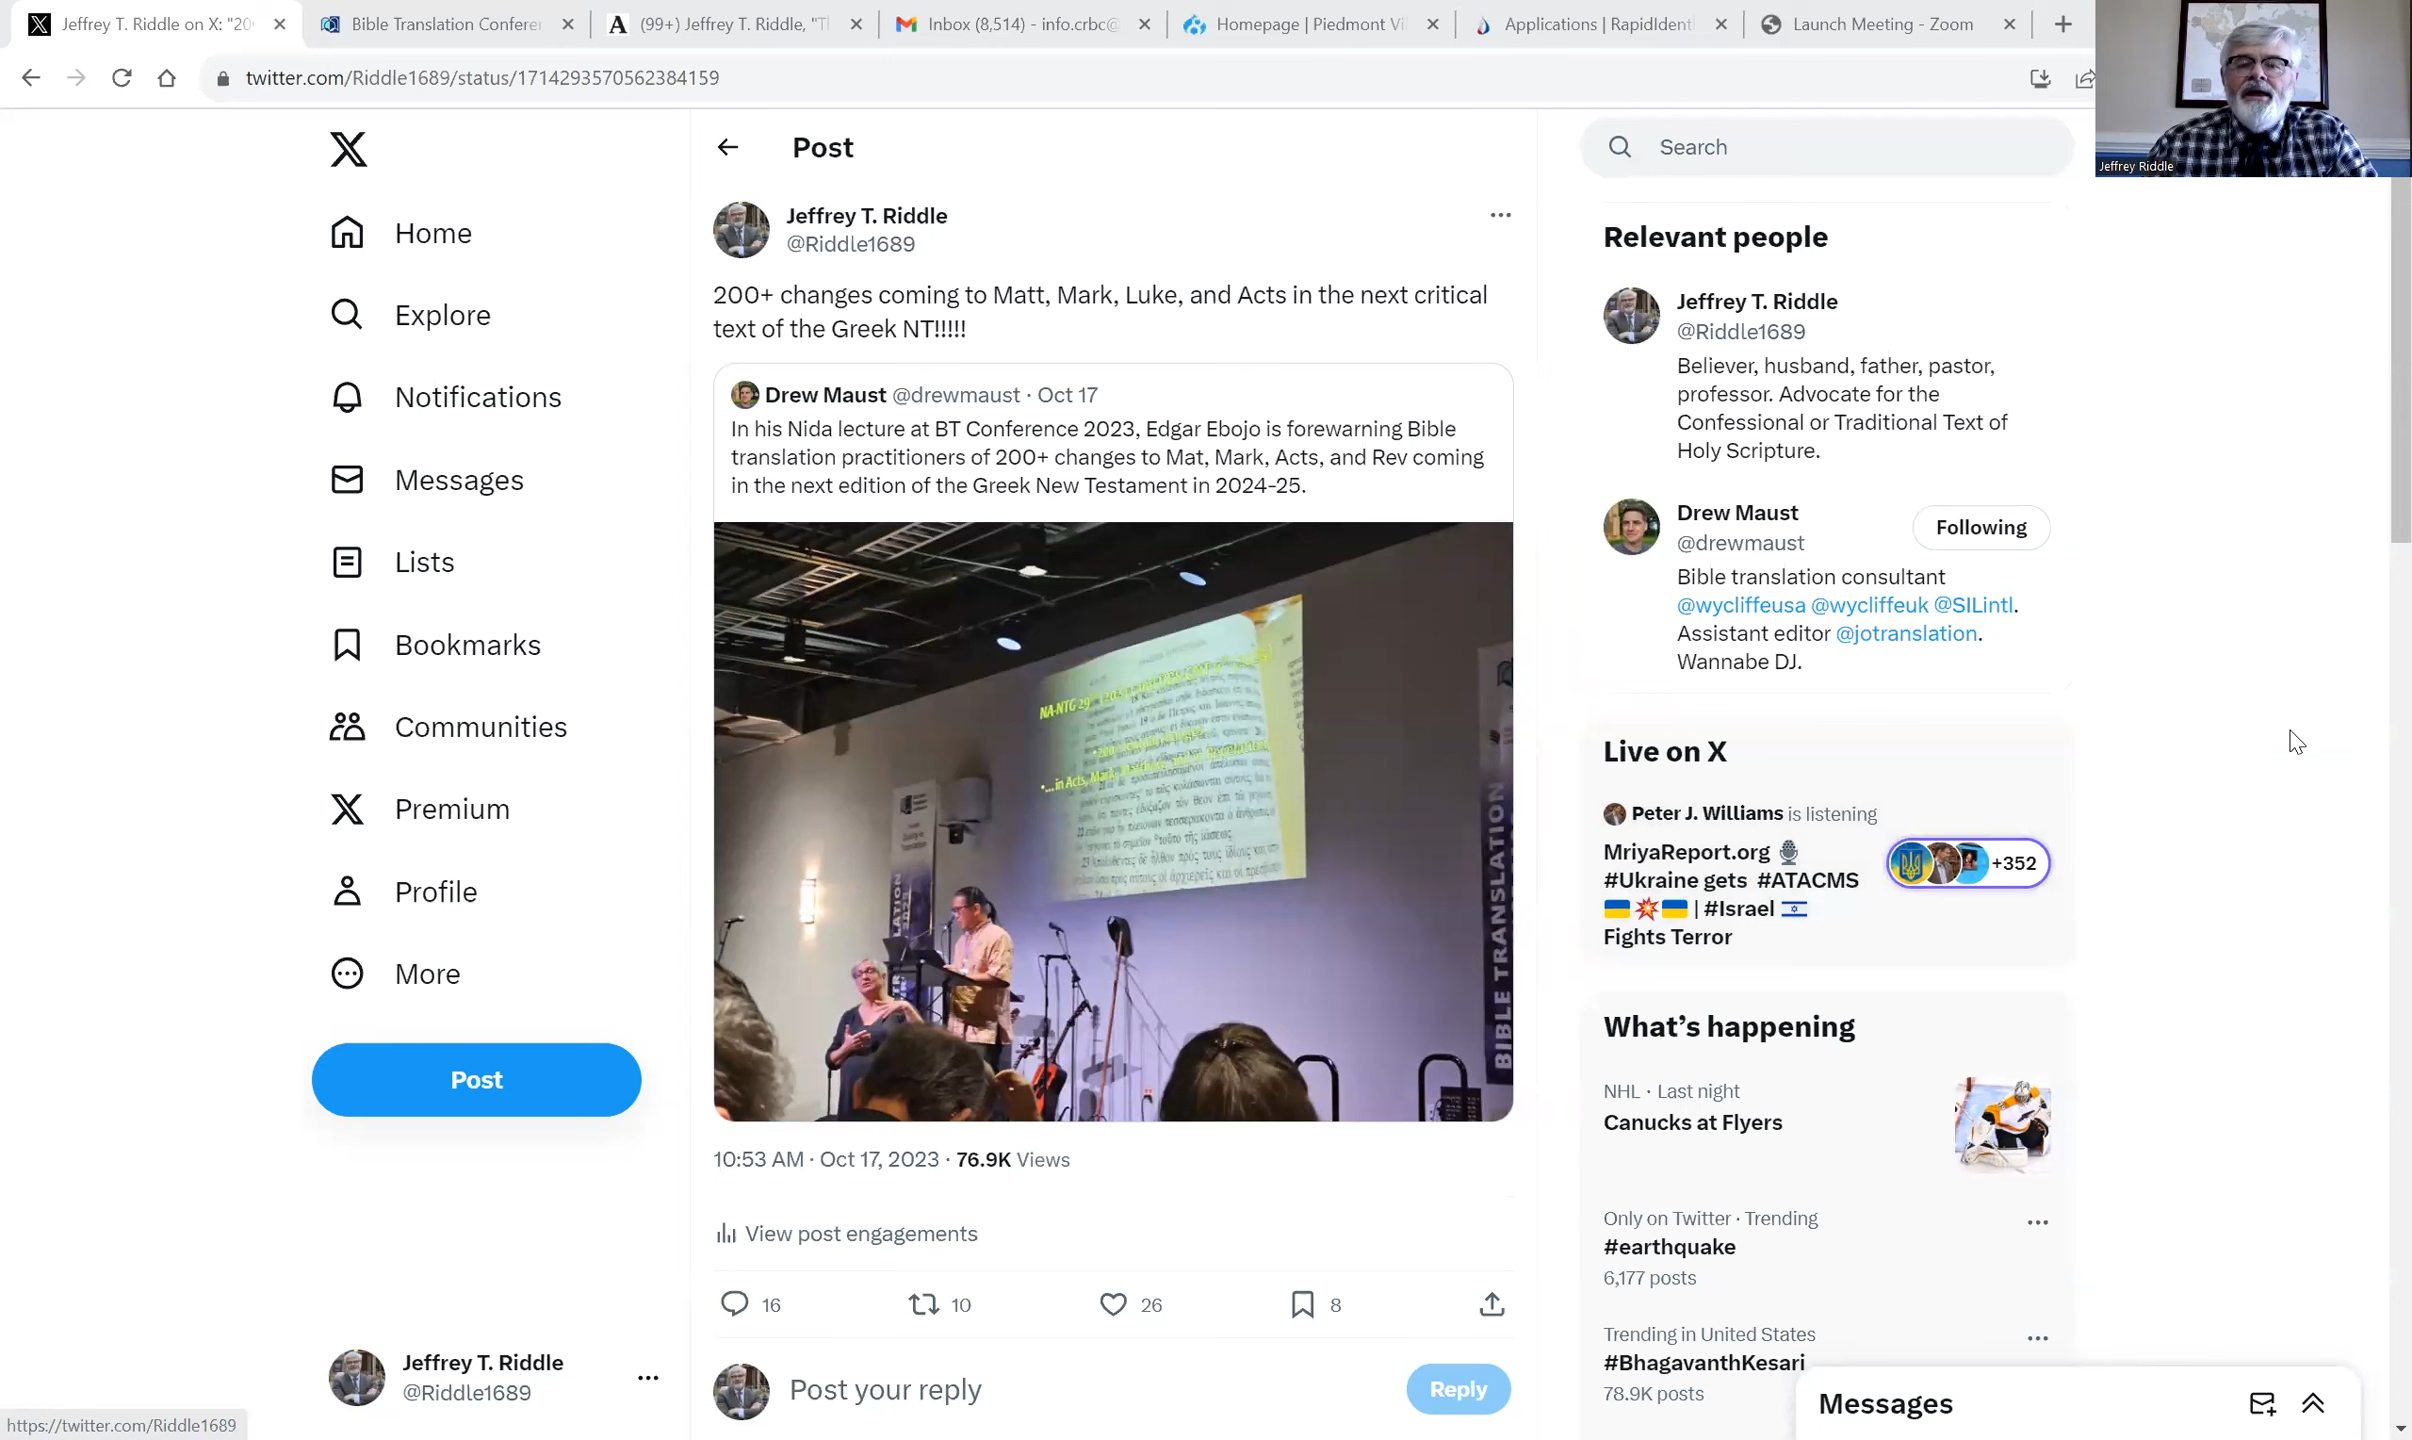 Jeffrey T. Riddle on X: "20
Bible Translation Conferen
(99+) Jeffrey T. Riddle, "T
Inbox (8,514) - info.crbc@
Homepage | Piedmont Vi
Applications | RapidIdent
Launch Meeting - Zoom
twitter.com/Riddle1689/status/1714293570562384159
Jeffrey Riddle
Home
Explore
Notifications
Messages
Lists
Bookmarks
Communities
Premium
Profile
More
Post
Jeffrey T. Riddle
@Riddle1689
https://twitter.com/Riddle1689
Post
Jeffrey T. Riddle
@Riddle1689
200+ changes coming to Matt, Mark, Luke, and Acts in the next critical
text of the Greek NT!!!!!
Drew Maust @drewmaust · Oct 17
In his Nida lecture at BT Conference 2023, Edgar Ebojo is forewarning Bible
translation practitioners of 200+ changes to Mat, Mark, Acts, and Rev coming
in the next edition of the Greek New Testament in 2024-25.
NA-NTG 29
...in Acts, Mark,
BIBLE TRANSLATION
10:53 AM · Oct 17, 2023 · 76.9K Views
View post engagements
16
10
26
8
Post your reply
Reply
Search
Relevant people
Jeffrey T. Riddle
@Riddle1689
Believer, husband, father, pastor,
professor. Advocate for the
Confessional or Traditional Text of
Holy Scripture.
Drew Maust
@drewmaust
Following
Bible translation consultant
@wycliffeusa @wycliffeuk @SILintl.
Assistant editor @jotranslation.
Wannabe DJ.
Live on X
Peter J. Williams is listening
MriyaReport.org 🎙️
#Ukraine gets #ATACMS
🇺🇦💥🇺🇦 | #Israel 🇮🇱
Fights Terror
+352
What's happening
NHL · Last night
Canucks at Flyers
Only on Twitter · Trending
#earthquake
6,177 posts
Trending in United States
#BhagavanthKesari
78.9K posts
Messages